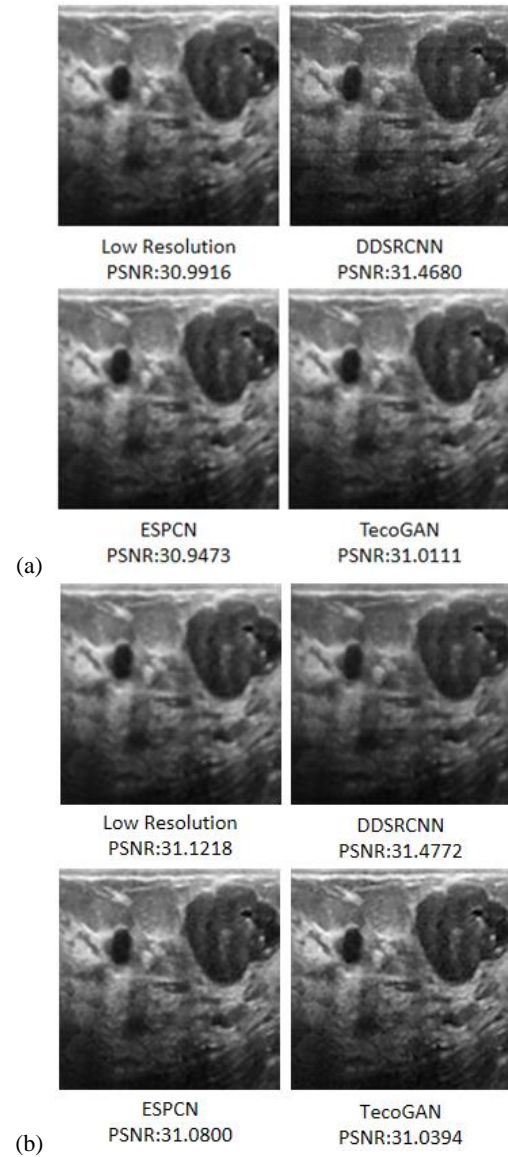 Low Resolution
PSNR:30.9916
DDSRCNN
PSNR:31.4680
ESPCN
PSNR:30.9473
TecoGAN
PSNR:31.0111
(a)
Low Resolution
PSNR:31.1218
DDSRCNN
PSNR:31.4772
ESPCN
PSNR:31.0800
TecoGAN
PSNR:31.0394
(b)